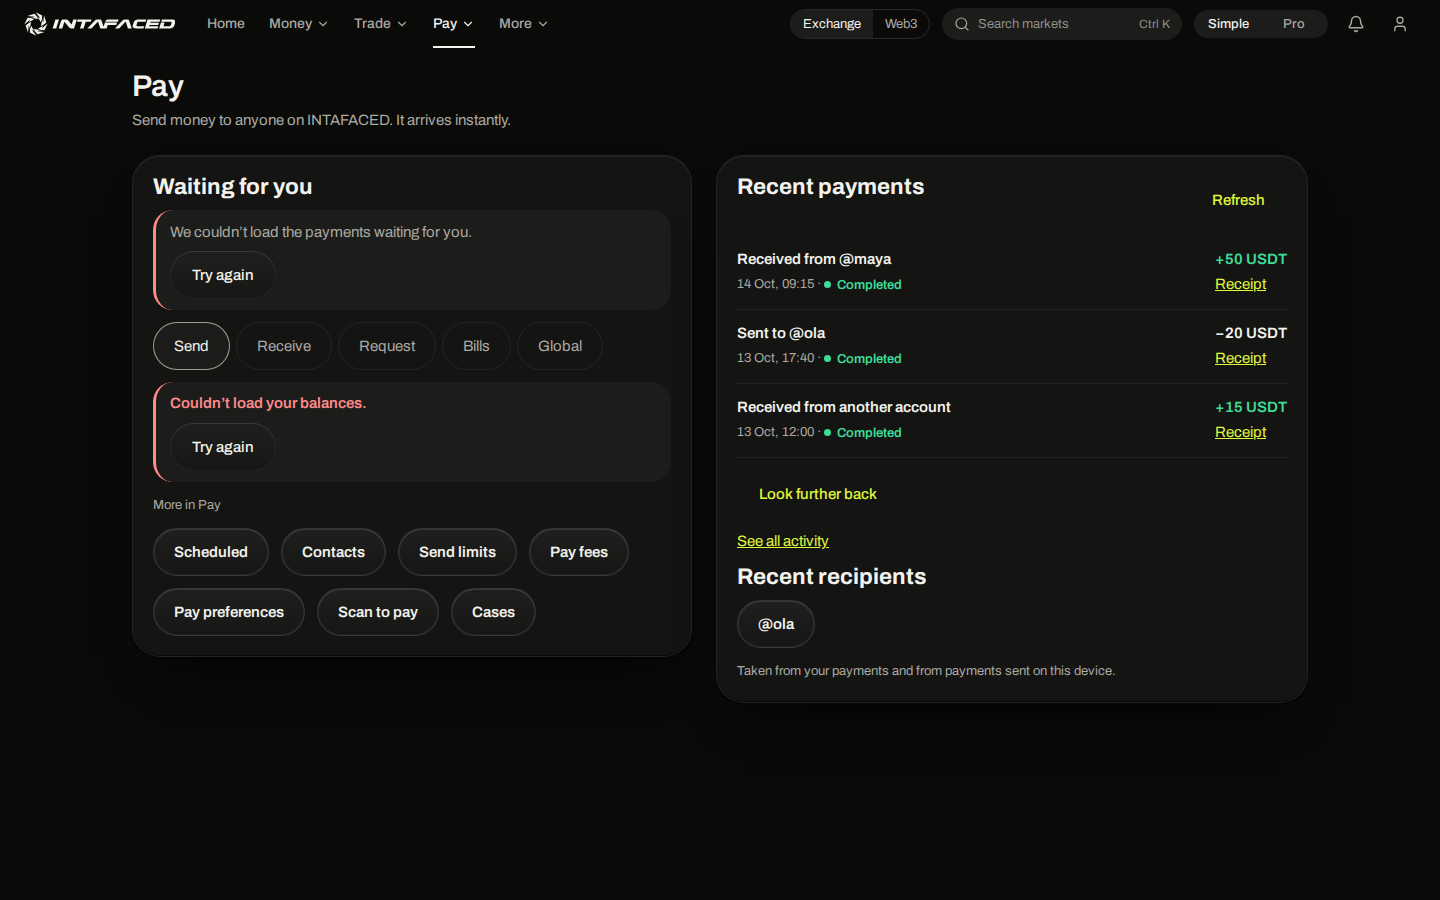 INTAFACED
Home
Money
Trade
Pay
More
Exchange
Web3
Search markets
Ctrl K
Simple
Pro
Pay
Send money to anyone on INTAFACED. It arrives instantly.
Waiting for you
We couldn’t load the payments waiting for you.
Try again
Send
Receive
Request
Bills
Global
Couldn’t load your balances.
Try again
More in Pay
Scheduled
Contacts
Send limits
Pay fees
Pay preferences
Scan to pay
Cases
Recent payments
Refresh
Received from @maya
+50 USDT
14 Oct, 09:15 · Completed
Receipt
Sent to @ola
−20 USDT
13 Oct, 17:40 · Completed
Receipt
Received from another account
+15 USDT
13 Oct, 12:00 · Completed
Receipt
Look further back
See all activity
Recent recipients
@ola
Taken from your payments and from payments sent on this device.